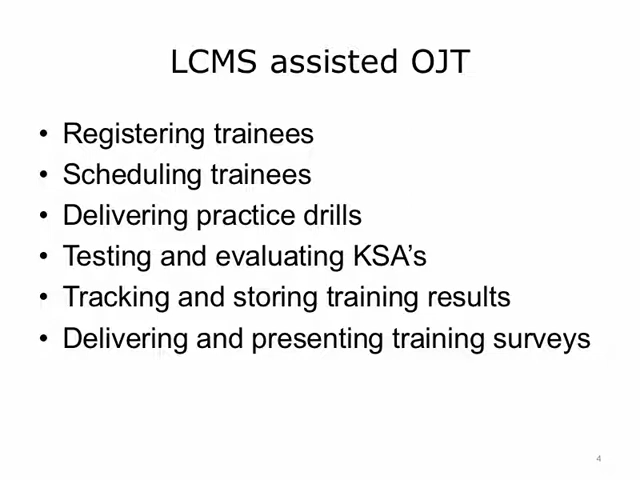 LCMS assisted OJT
• Registering trainees
• Scheduling trainees
• Delivering practice drills
• Testing and evaluating KSA's
• Tracking and storing training results
• Delivering and presenting training surveys
4